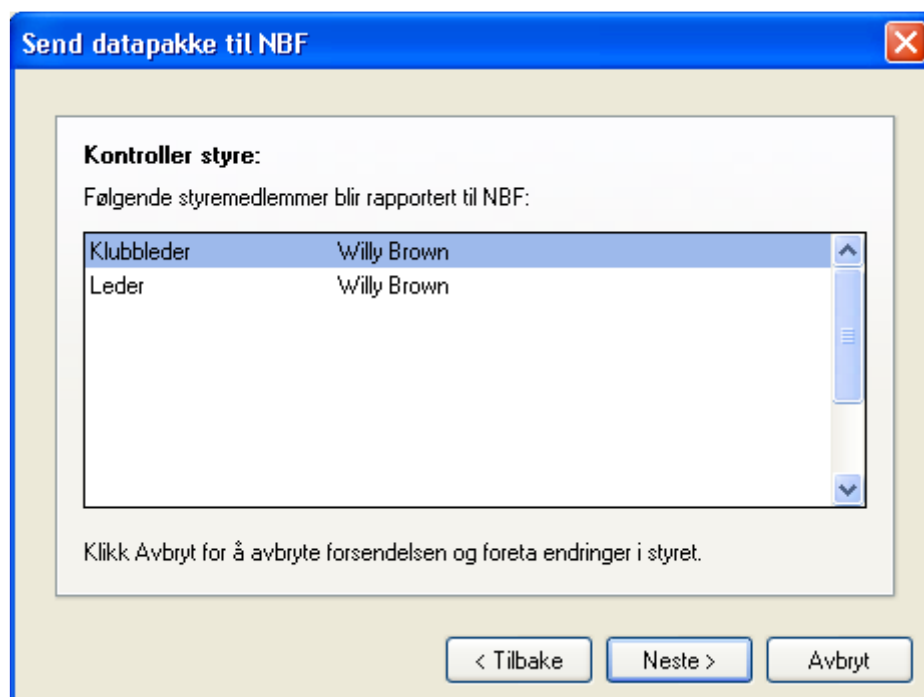 Send datapakke til NBF
Kontroller styre:
Følgende styremedlemmer blir rapportert til NBF:
Klubbleder Willy Brown
Leder Willy Brown
Klikk Avbryt for å avbryte forsendelsen og foreta endringer i styret.
< Tilbake Neste > Avbryt